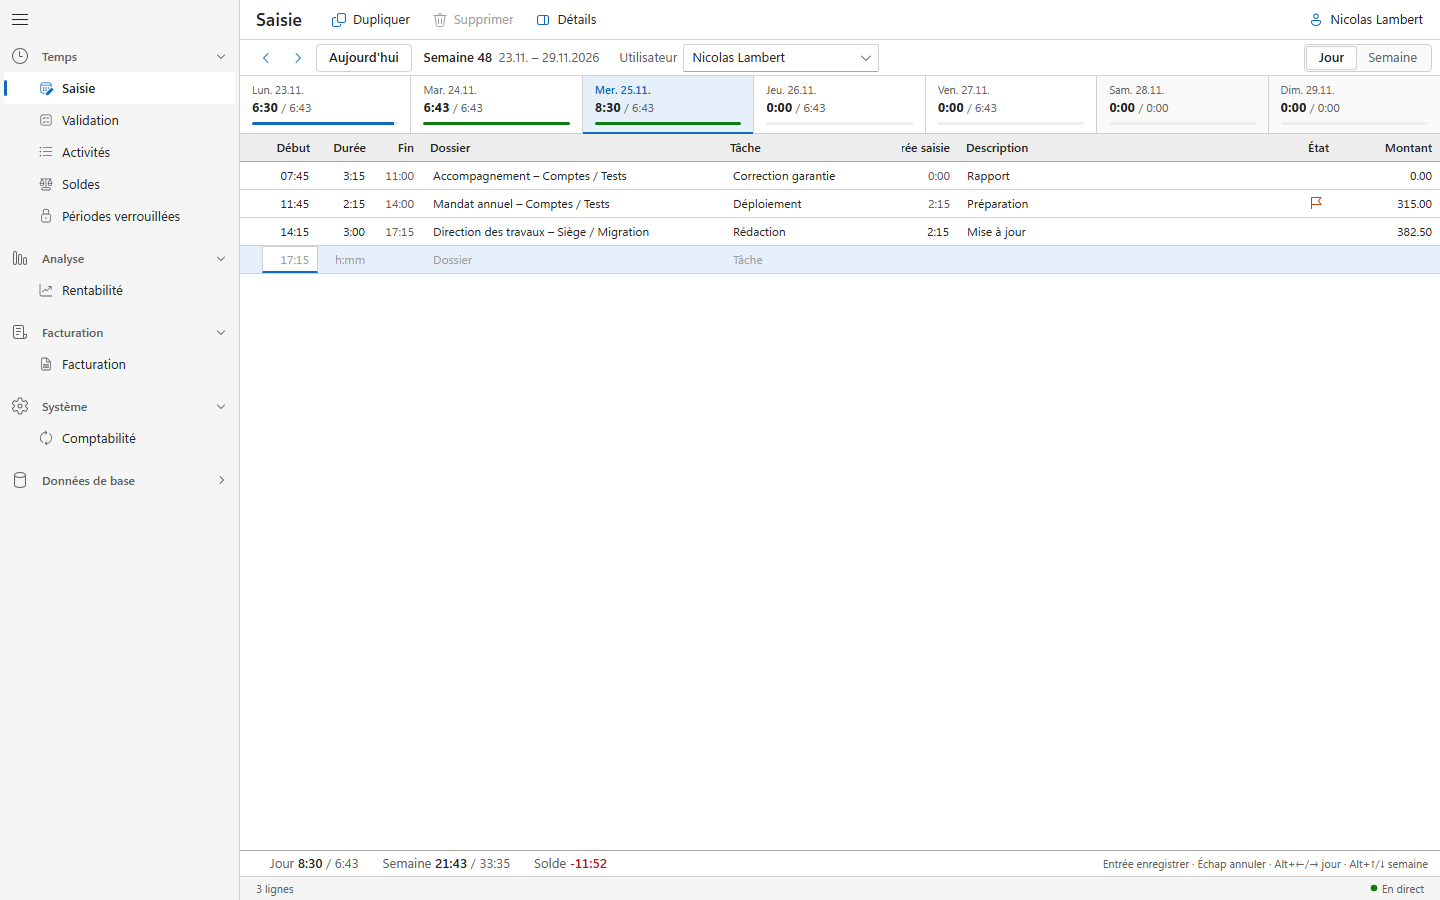 Saisie
Dupliquer
Supprimer
Détails
Nicolas Lambert
Temps
Saisie
Validation
Activités
Soldes
Périodes verrouillées
Analyse
Rentabilité
Facturation
Facturation
Système
Comptabilité
Données de base
Aujourd'hui
Semaine 48 23.11. – 29.11.2026
Utilisateur
Nicolas Lambert
Jour
Semaine
Lun. 23.11.
6:30 / 6:43
Mar. 24.11.
6:43 / 6:43
Mer. 25.11.
8:30 / 6:43
Jeu. 26.11.
0:00 / 6:43
Ven. 27.11.
0:00 / 6:43
Sam. 28.11.
0:00 / 0:00
Dim. 29.11.
0:00 / 0:00
Début Durée Fin Dossier Tâche rée saisie Description État Montant
07:45 3:15 11:00 Accompagnement – Comptes / Tests Correction garantie 0:00 Rapport 0.00
11:45 2:15 14:00 Mandat annuel – Comptes / Tests Déploiement 2:15 Préparation 315.00
14:15 3:00 17:15 Direction des travaux – Siège / Migration Rédaction 2:15 Mise à jour 382.50
17:15 h:mm Dossier Tâche
Jour 8:30 / 6:43 Semaine 21:43 / 33:35 Solde -11:52
Entrée enregistrer · Échap annuler · Alt+←/→ jour · Alt+↑/↓ semaine
3 lignes
En direct